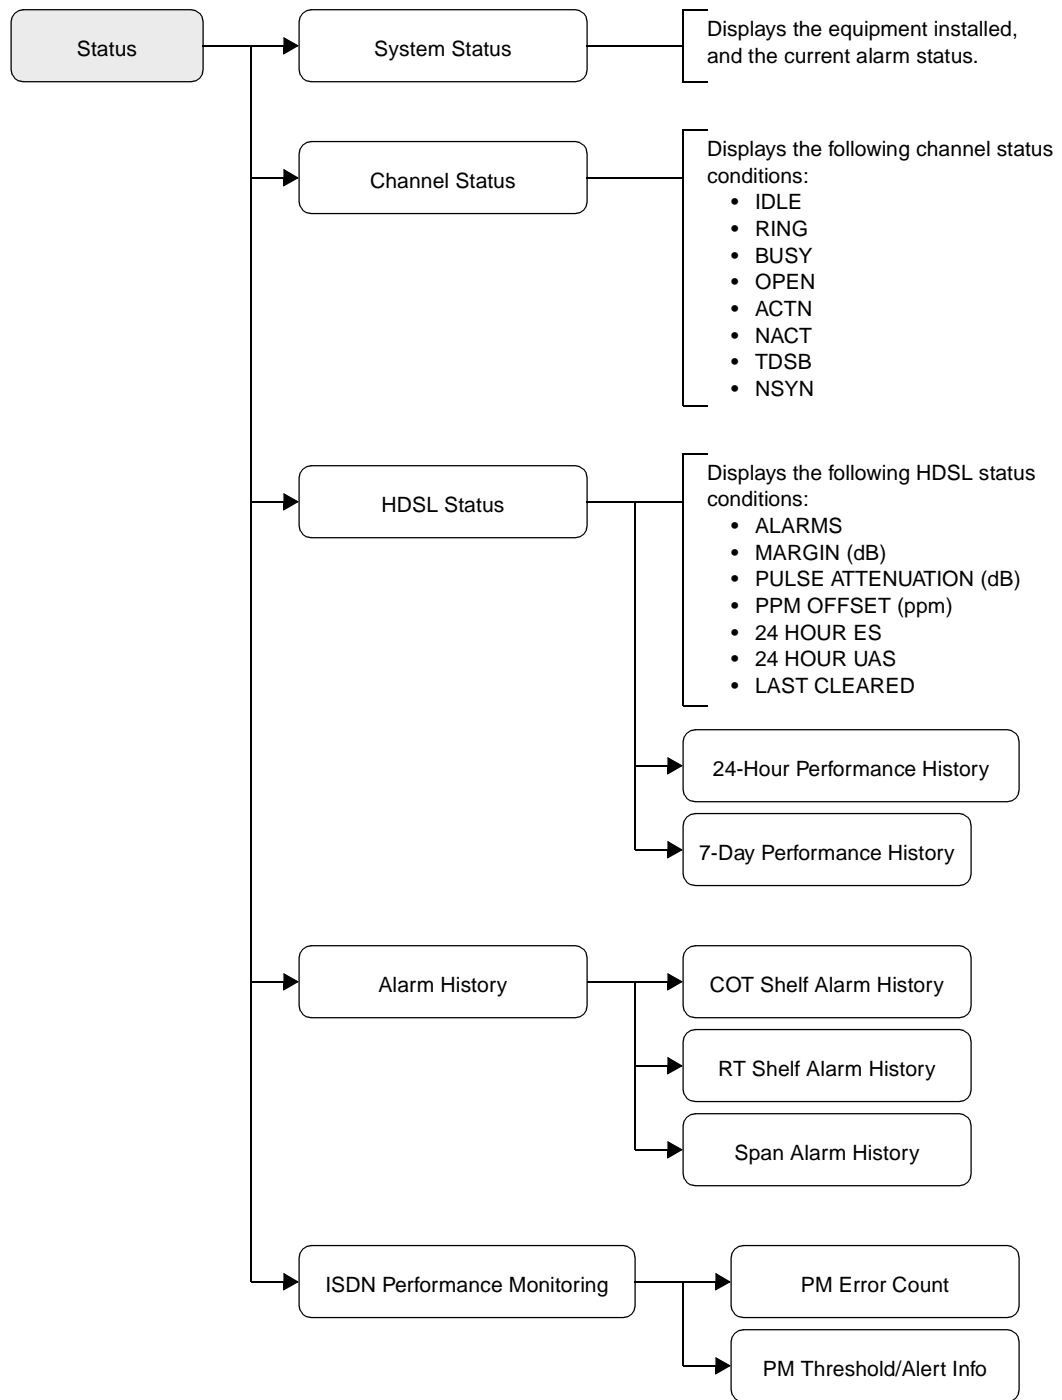 Status
System Status
Displays the equipment installed,
and the current alarm status.
Channel Status
Displays the following channel status
conditions:
• IDLE
• RING
• BUSY
• OPEN
• ACTN
• NACT
• TDSB
• NSYN
HDSL Status
Displays the following HDSL status
conditions:
• ALARMS
• MARGIN (dB)
• PULSE ATTENUATION (dB)
• PPM OFFSET (ppm)
• 24 HOUR ES
• 24 HOUR UAS
• LAST CLEARED
24-Hour Performance History
7-Day Performance History
Alarm History
COT Shelf Alarm History
RT Shelf Alarm History
Span Alarm History
ISDN Performance Monitoring
PM Error Count
PM Threshold/Alert Info